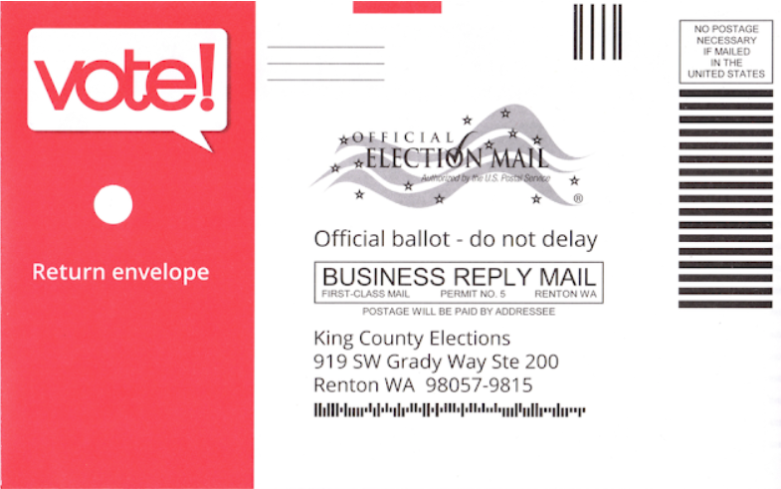 vote!
Return envelope
OFFICIAL
ELECTION MAIL
Authorized by the U.S. Postal Service
®
Official ballot - do not delay
BUSINESS REPLY MAIL
FIRST-CLASS MAIL PERMIT NO. 5 RENTON WA
POSTAGE WILL BE PAID BY ADDRESSEE
King County Elections
919 SW Grady Way Ste 200
Renton WA 98057-9815
NO POSTAGE
NECESSARY
IF MAILED
IN THE
UNITED STATES